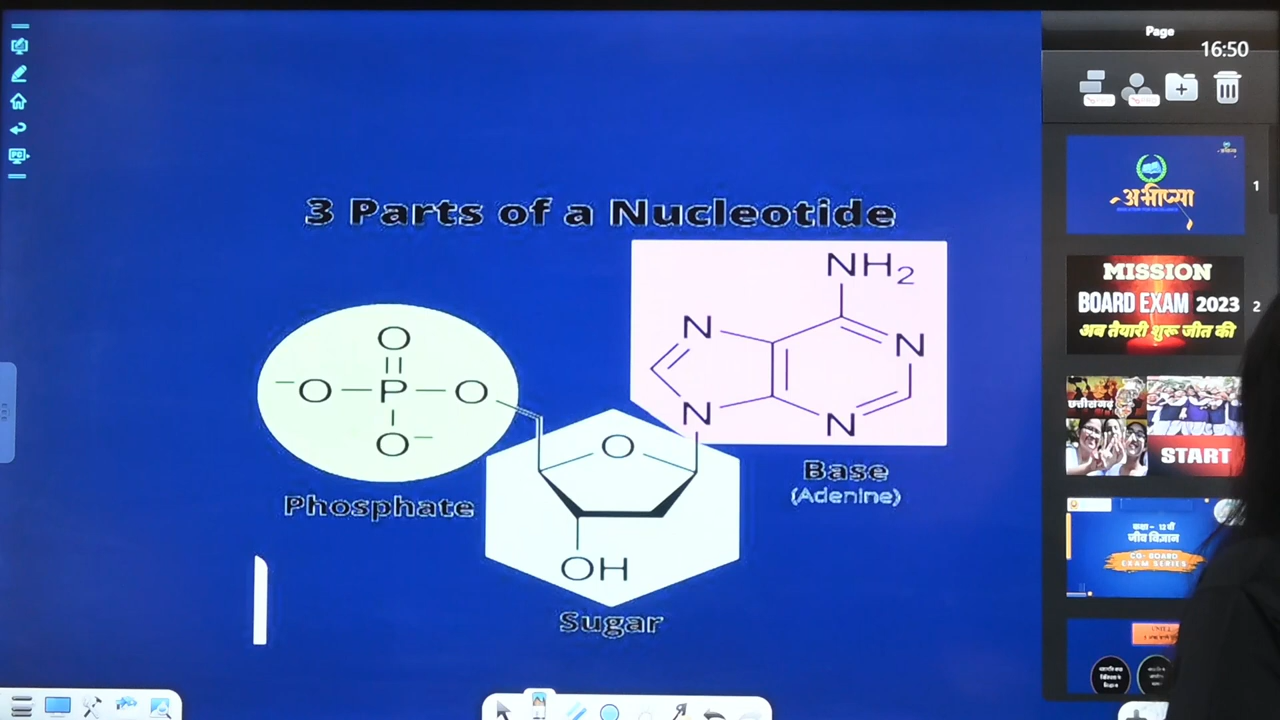 Page
16:50
3 Parts of a Nucleotide
NH2
N
N
N
N
O
P
O
O
O
O
OH
Phosphate
Base
(Adenine)
Sugar
1
अभीप्सा
2
MISSION
BOARD EXAM 2023
अब तैयारी शुरू जीत की
छत्तीसगढ़
START
कक्षा - 12 वीं
जीव विज्ञान
CG- BOARD
EXAM SERIES